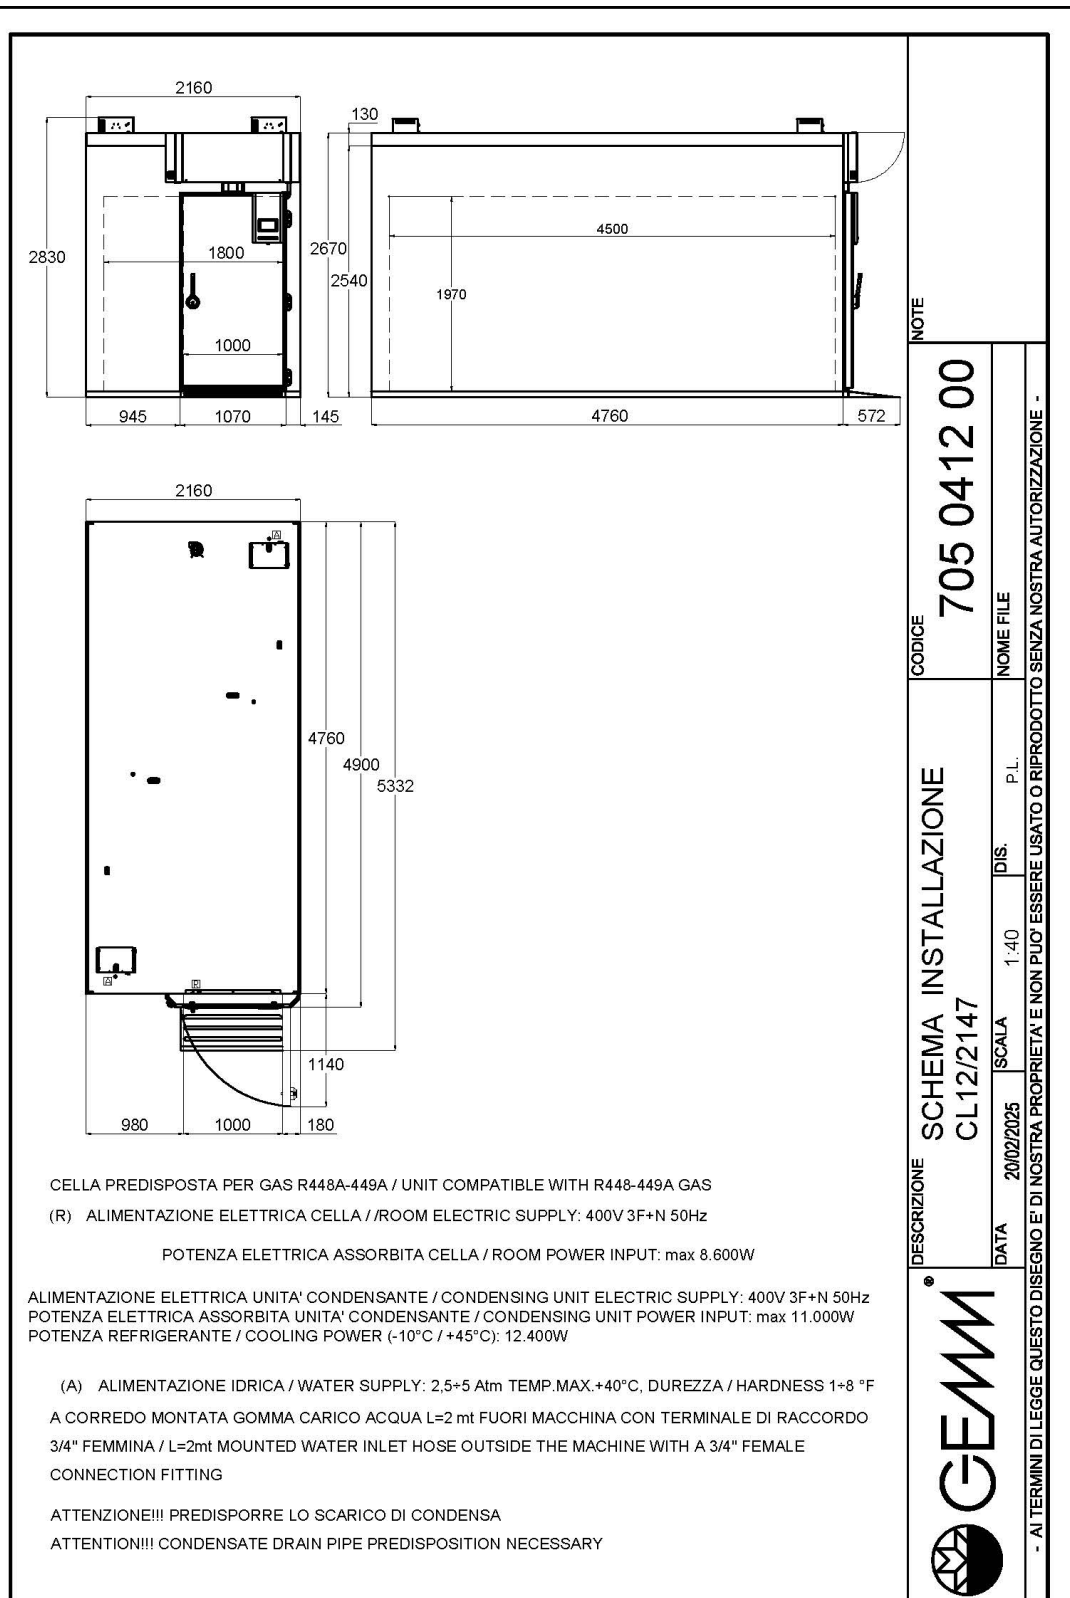 2160
130
2830
1800
1000
945
1070
145
2670
2540
4500
1970
4760
572
2160
4760
4900
5332
1140
980
1000
180
A
A
R
CELLA PREDISPOSTA PER GAS R448A-449A / UNIT COMPATIBLE WITH R448-449A GAS
(R) ALIMENTAZIONE ELETTRICA CELLA / /ROOM ELECTRIC SUPPLY: 400V 3F+N 50Hz
POTENZA ELETTRICA ASSORBITA CELLA / ROOM POWER INPUT: max 8.600W
ALIMENTAZIONE ELETTRICA UNITA' CONDENSANTE / CONDENSING UNIT ELECTRIC SUPPLY: 400V 3F+N 50Hz
POTENZA ELETTRICA ASSORBITA UNITA' CONDENSANTE / CONDENSING UNIT POWER INPUT: max 11.000W
POTENZA REFRIGERANTE / COOLING POWER (-10°C / +45°C): 12.400W
(A) ALIMENTAZIONE IDRICA / WATER SUPPLY: 2,5÷5 Atm TEMP.MAX.+40°C, DUREZZA / HARDNESS 1÷8 °F
A CORREDO MONTATA GOMMA CARICO ACQUA L=2 mt FUORI MACCHINA CON TERMINALE DI RACCORDO
3/4" FEMMINA / L=2mt MOUNTED WATER INLET HOSE OUTSIDE THE MACHINE WITH A 3/4" FEMALE
CONNECTION FITTING
ATTENZIONE!!! PREDISPORRE LO SCARICO DI CONDENSA
ATTENTION!!! CONDENSATE DRAIN PIPE PREDISPOSITION NECESSARY
NOTE
CODICE
705 0412 00
NOME FILE
DESCRIZIONE
SCHEMA INSTALLAZIONE
CL12/2147
DATA
20/02/2025
SCALA
1:40
DIS.
P.L.
GEMM®
- AI TERMINI DI LEGGE QUESTO DISEGNO E' DI NOSTRA PROPRIETA' E NON PUO' ESSERE USATO O RIPRODOTTO SENZA NOSTRA AUTORIZZAZIONE -